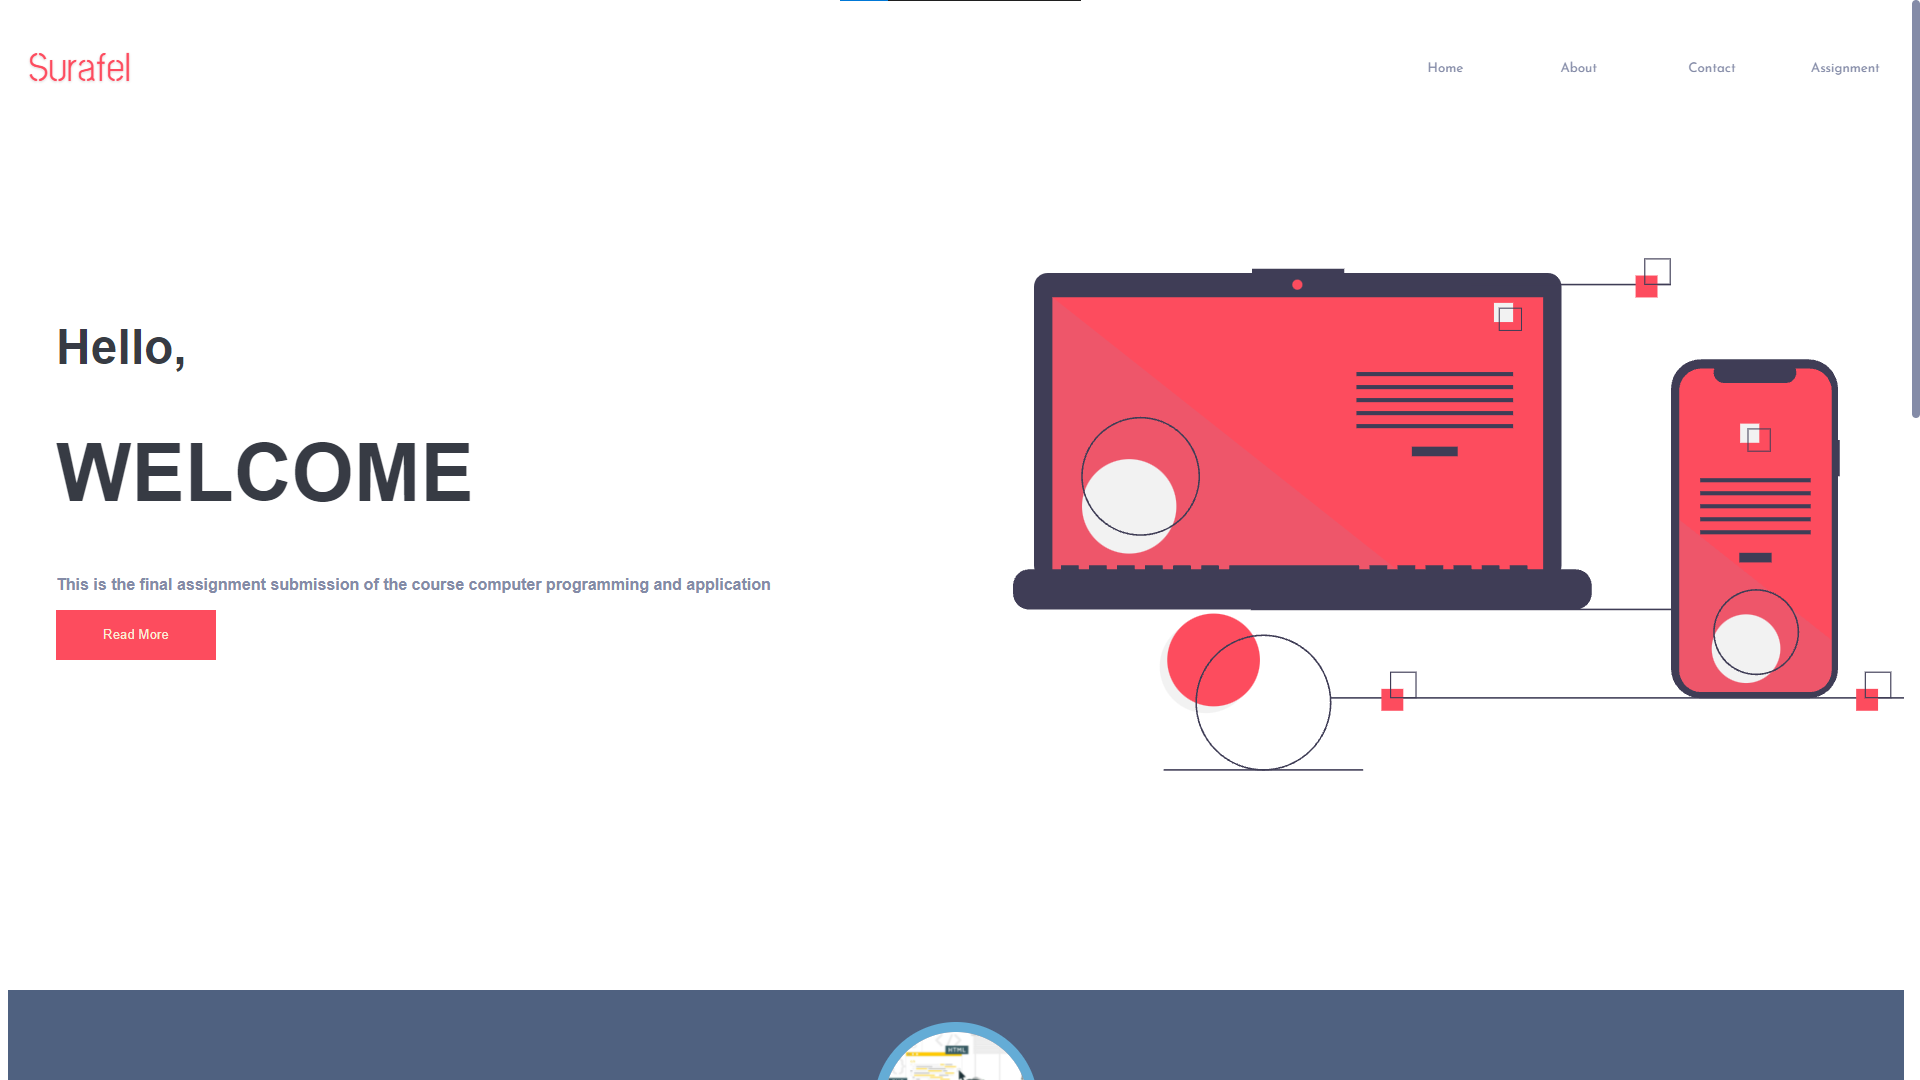 Surafel
Home About Contact Assignment
Hello,
WELCOME
This is the final assignment submission of the course computer programming and application
Read More
HTML